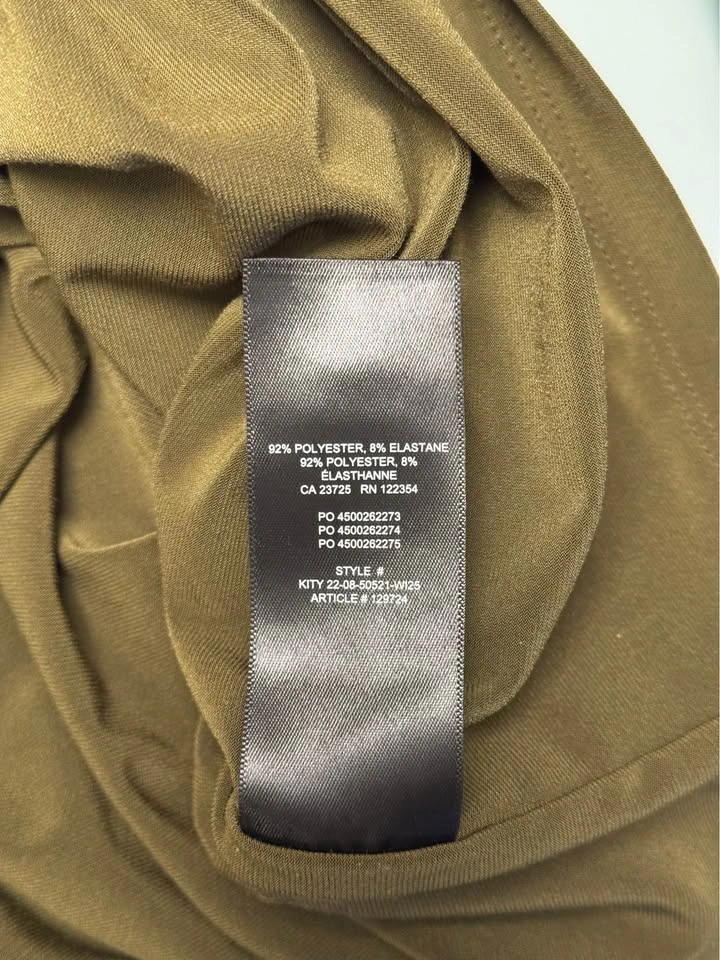 92% POLYESTER, 8% ELASTANE
92% POLYESTER, 8%
ÉLASTHANNE
CA 23725 RN 122354
PO 4500262273
PO 4500262274
PO 4500262275
STYLE #
KITY 22-08-50521-WI25
ARTICLE # 129724